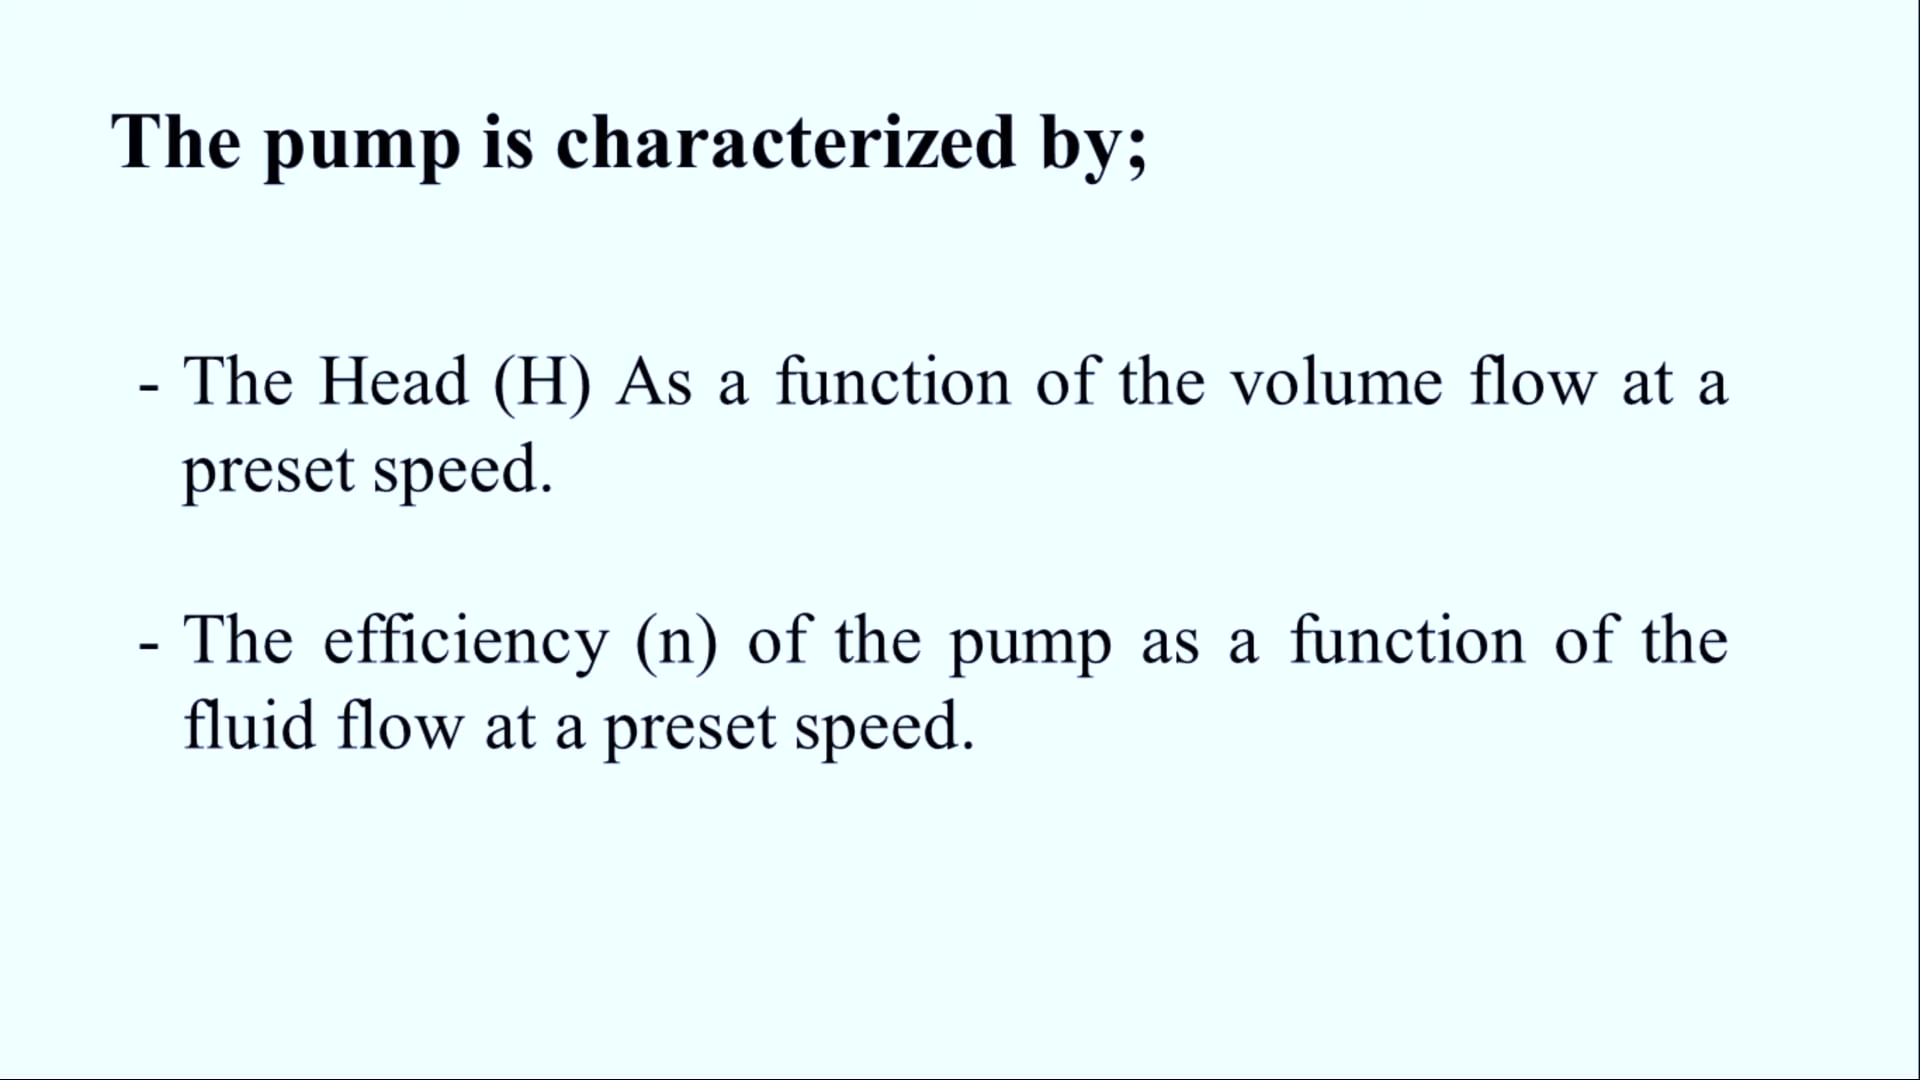 The pump is characterized by;
- The Head (H) As a function of the volume flow at a
preset speed.
- The efficiency (n) of the pump as a function of the
fluid flow at a preset speed.